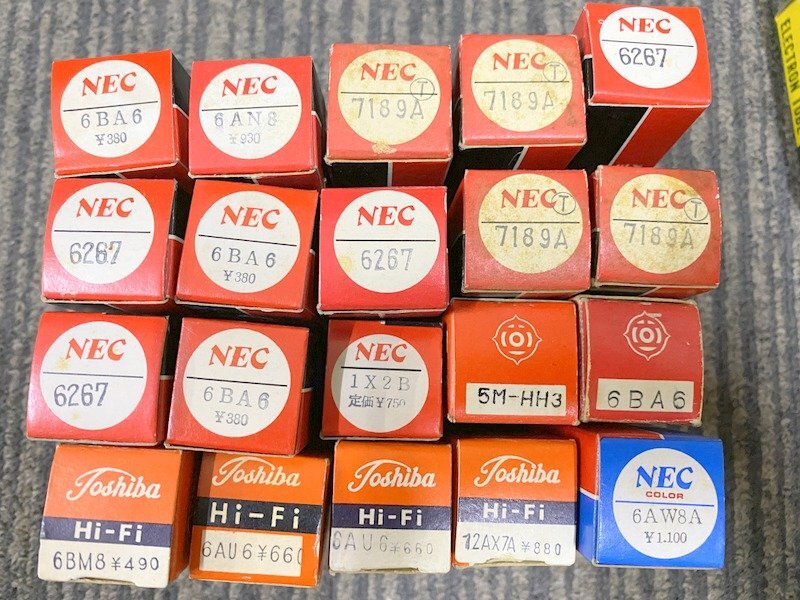 NEC
6BA6
¥380
NEC
6AN8
¥930
NEC
T
7189A
NEC
T
7189A
NEC
6267
ELECTRON TUBE
NEC
6267
NEC
6BA6
¥380
NEC
6267
NEC
T
7189A
NEC
T
7189A
NEC
6267
NEC
6BA6
¥380
NEC
1X2B
定価¥750
5M-HH3
6BA6
Toshiba
Hi-Fi
6BM8 ¥490
Toshiba
Hi-Fi
6AU6 ¥660
Toshiba
Hi-Fi
6AU6 ¥660
Toshiba
Hi-Fi
12AX7A ¥880
NEC
COLOR
6AW8A
¥1.100